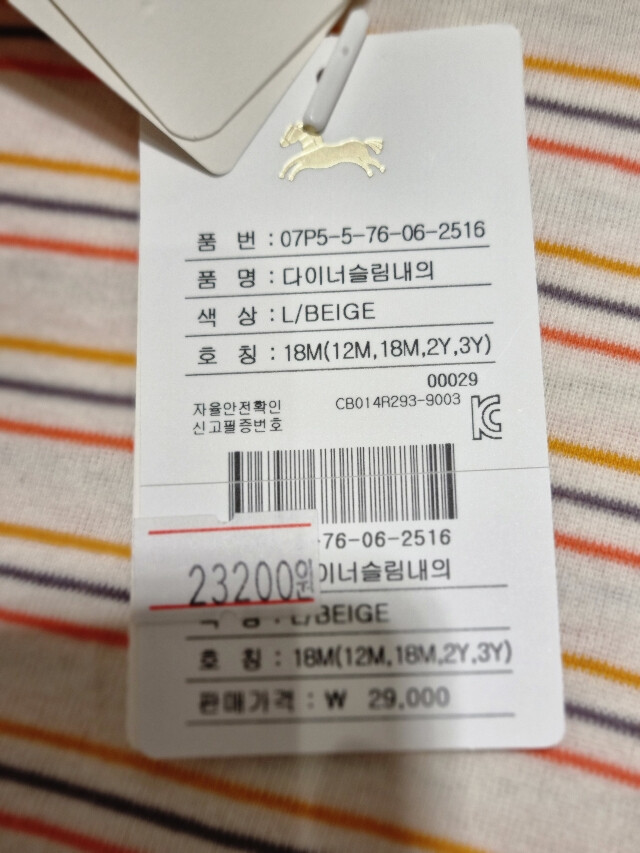 품 번 : 07P5-5-76-06-2516
품 명 : 다이너슬림내의
색 상 : L/BEIGE
호 칭 : 18M(12M,18M,2Y,3Y)
00029
자율안전확인
신고필증번호
CB014R293-9003
-76-06-2516
23200원
이너슬림내의
L/BEIGE
호 칭 : 18M(12M,18M,2Y,3Y)
판매가격 : ₩ 29,000